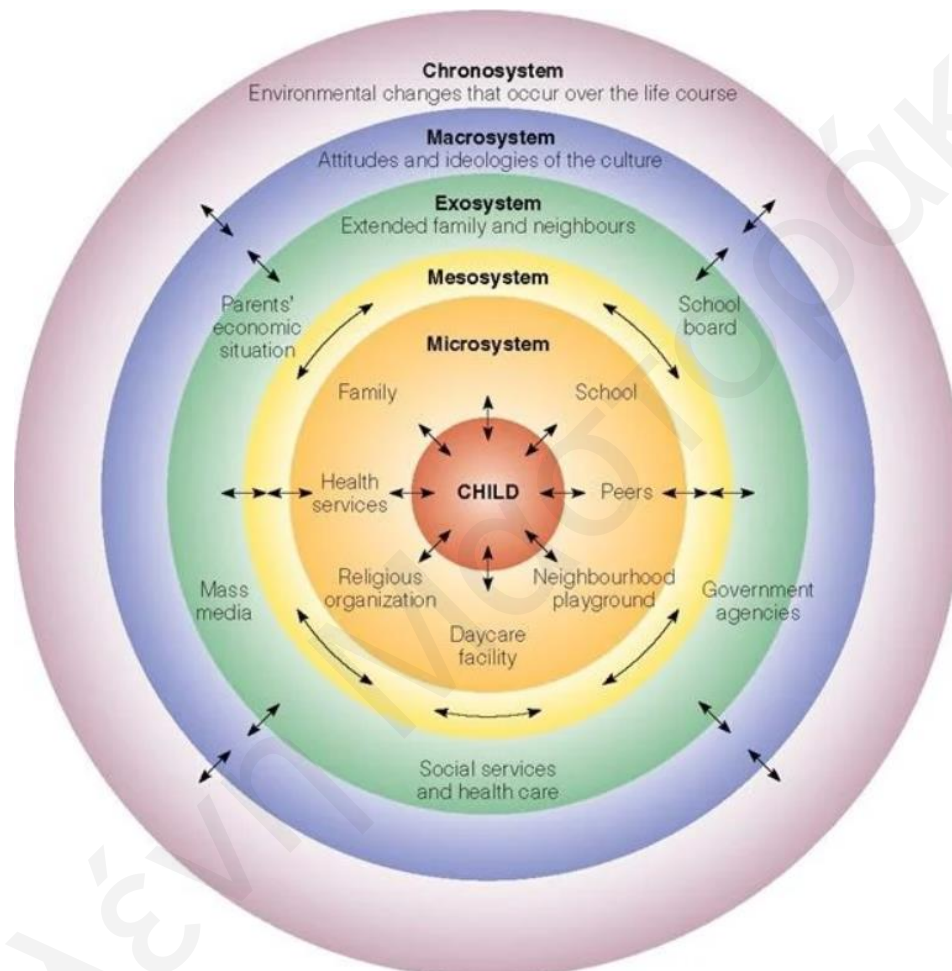 Chronosystem
Environmental changes that occur over the life course
Macrosystem
Attitudes and ideologies of the culture
Exosystem
Extended family and neighbours
Mesosystem
Parents'
economic
situation
School
board
Microsystem
Family
School
Health
services
CHILD
Peers
Religious
organization
Neighbourhood
playground
Daycare
facility
Mass
media
Government
agencies
Social services
and health care